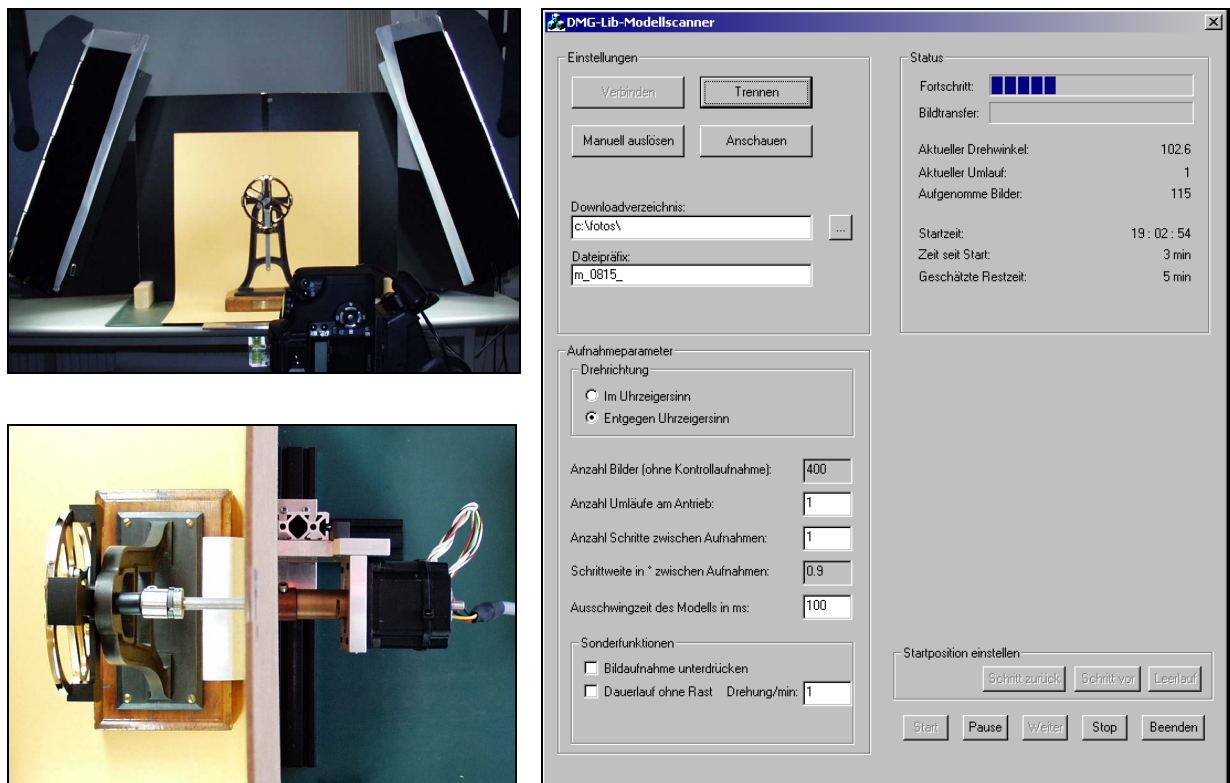 DMG-Lib-Modellscanner
Einstellungen
Verbinden
Trennen
Manuell auslösen
Anschauen
Downloadverzeichnis:
c:\fotos\
...
Dateipräfix:
m_0815_
Status
Fortschritt:
Bildtransfer:
Aktueller Drehwinkel: 102.6
Aktueller Umlauf: 1
Aufgenomme Bilder: 115
Startzeit: 19 : 02 : 54
Zeit seit Start: 3 min
Geschätzte Restzeit: 5 min
Aufnahmeparameter
Drehrichtung
Im Uhrzeigersinn
Entgegen Uhrzeigersinn
Anzahl Bilder (ohne Kontrollaufnahme): 400
Anzahl Umläufe am Antrieb: 1
Anzahl Schritte zwischen Aufnahmen: 1
Schrittweite in ° zwischen Aufnahmen: 0.9
Ausschwingzeit des Modells in ms: 100
Sonderfunktionen
Bildaufnahme unterdrücken
Dauerlauf ohne Rast Drehung/min: 1
Startposition einstellen
Schritt zurück Schritt vor Leerlauf
Start Pause Weiter Stop Beenden